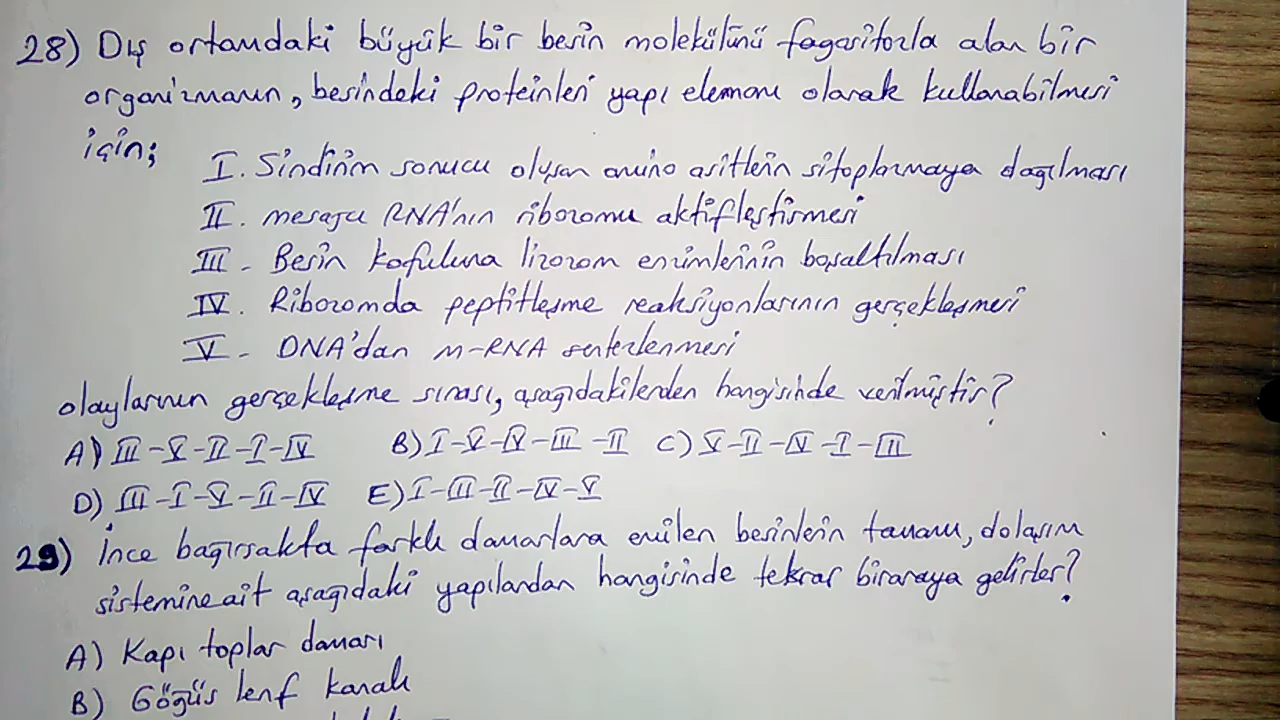 28) Dış ortamdaki büyük bir besin molekülünü fagositozla alan bir
organizmanın, besindeki proteinleri yapı elemanı olarak kullanabilmesi
için;
I. Sindirim sonucu oluşan amino asitlerin sitoplazmaya dağılması
II. mesajcı RNA'nın ribozomu aktifleştirmesi
III - Besin kofuluna lizozom enzimlerinin boşaltılması
IV. Ribozomda peptitleşme reaksiyonlarının gerçekleşmesi
V - DNA'dan m-RNA sentezlenmesi
olaylarının gerçekleşme sırası, aşağıdakilerden hangisinde verilmiştir?
A) III-V-II-I-IV B) I-V-IV-III-II C) V-II-IV-I-III
D) III-I-V-II-IV E) I-III-II-IV-V
29) İnce bağırsakta farklı damarlara emilen besinlerin tamamı, dolaşım
sistemine ait aşağıdaki yapılardan hangisinde tekrar biraraya gelirler?
A) Kapı toplar damarı
B) Göğüs lenf kanalı